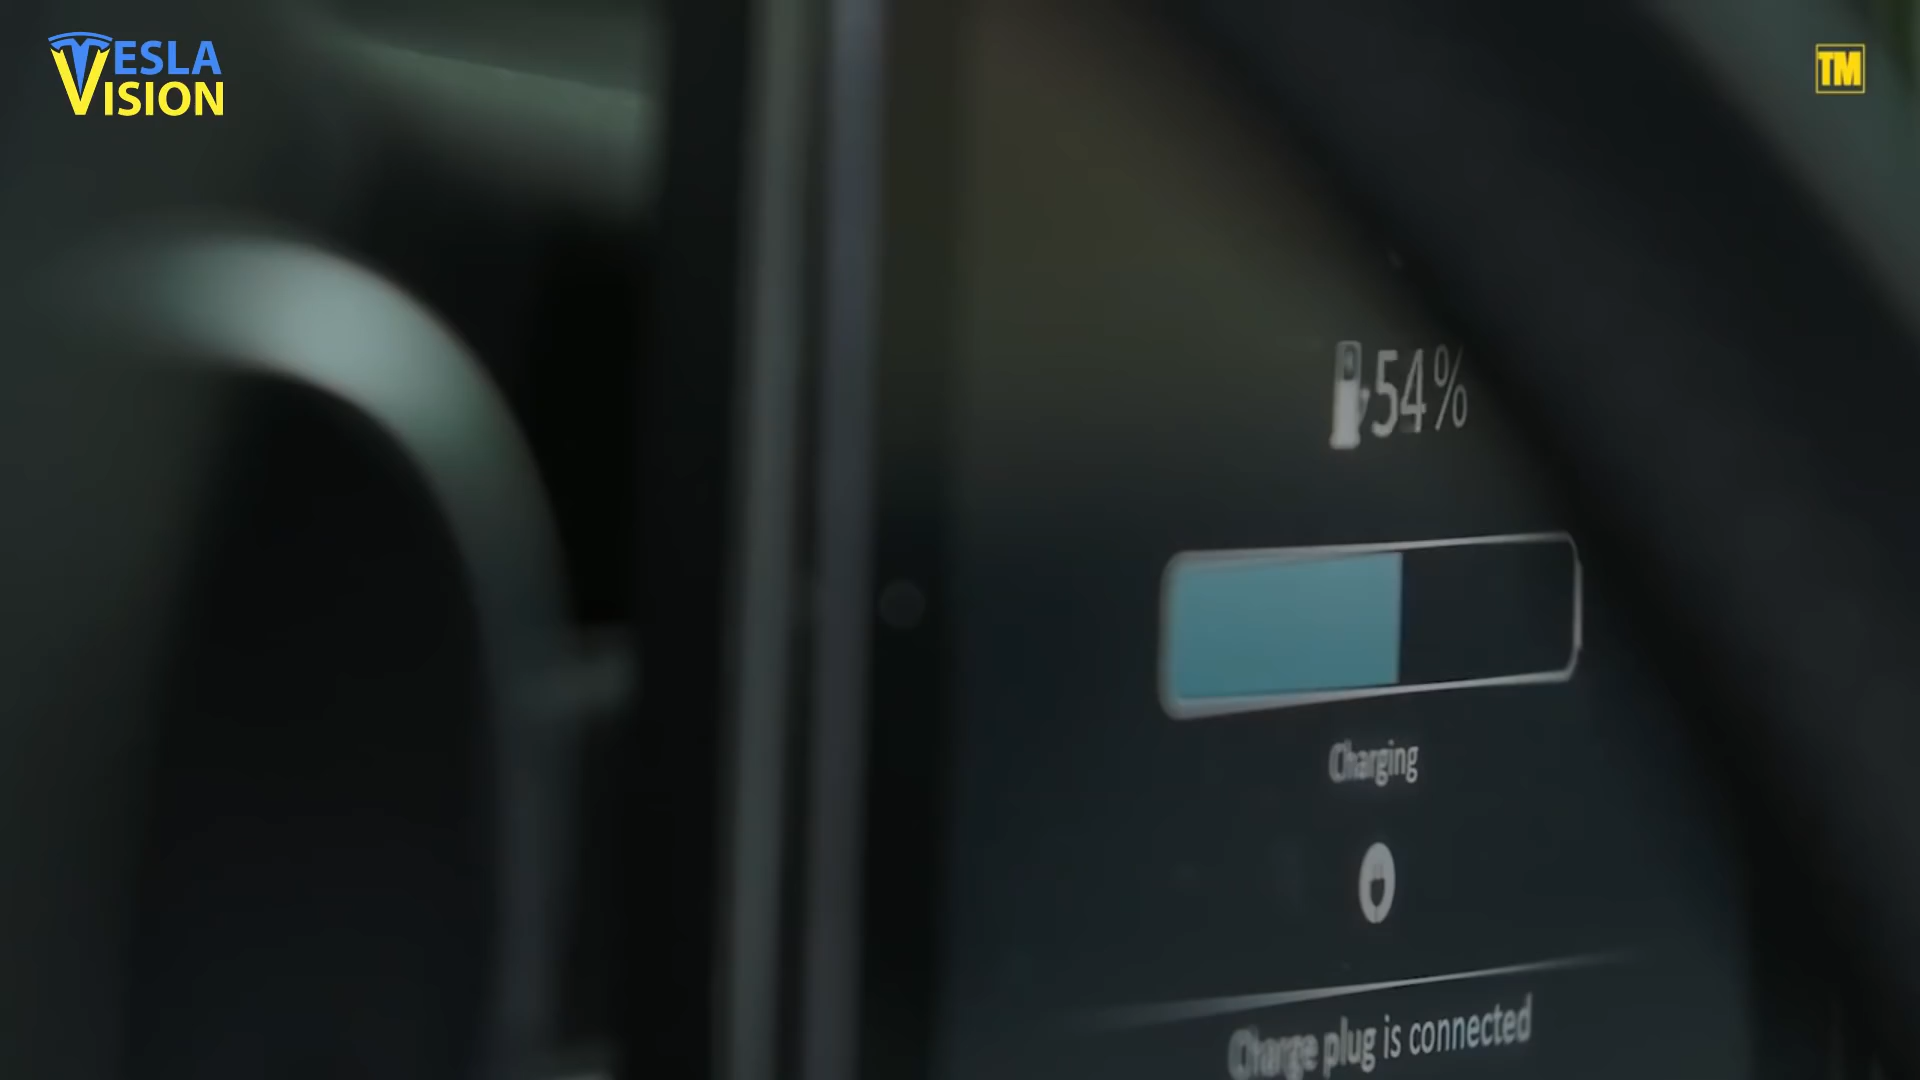 TESLA
VISION
TM
54%
Charging
Charge plug is connected